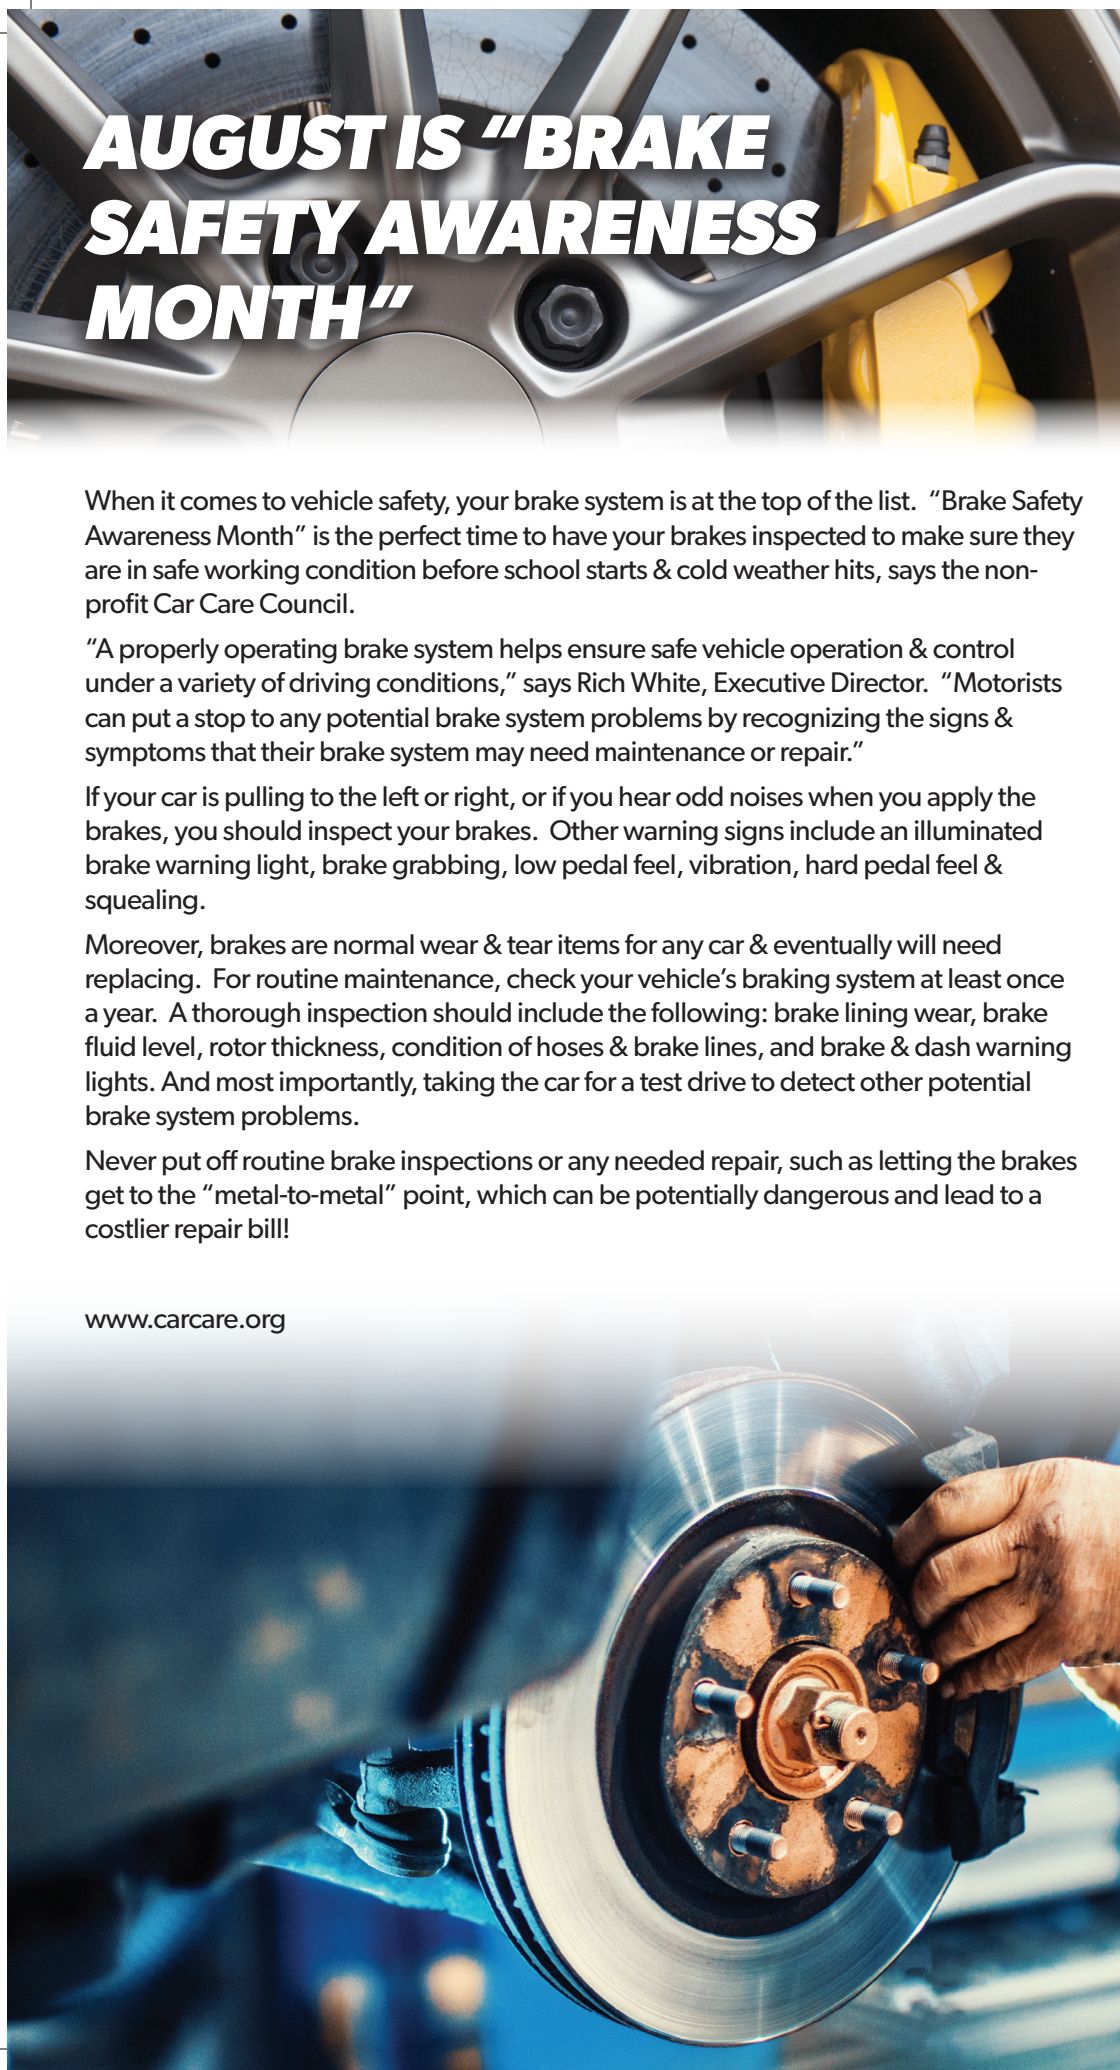 AUGUST IS “BRAKE
SAFETY AWARENESS
MONTH”
When it comes to vehicle safety, your brake system is at the top of the list.  “Brake Safety
Awareness Month” is the perfect time to have your brakes inspected to make sure they
are in safe working condition before school starts & cold weather hits, says the non-
profit Car Care Council.
“A properly operating brake system helps ensure safe vehicle operation & control
under a variety of driving conditions,” says Rich White, Executive Director.  “Motorists
can put a stop to any potential brake system problems by recognizing the signs &
symptoms that their brake system may need maintenance or repair.”
If your car is pulling to the left or right, or if you hear odd noises when you apply the
brakes, you should inspect your brakes.  Other warning signs include an illuminated
brake warning light, brake grabbing, low pedal feel, vibration, hard pedal feel &
squealing.
Moreover, brakes are normal wear & tear items for any car & eventually will need
replacing.  For routine maintenance, check your vehicle’s braking system at least once
a year.  A thorough inspection should include the following: brake lining wear, brake
fluid level, rotor thickness, condition of hoses & brake lines, and brake & dash warning
lights. And most importantly, taking the car for a test drive to detect other potential
brake system problems.
Never put off routine brake inspections or any needed repair, such as letting the brakes
get to the “metal-to-metal” point, which can be potentially dangerous and lead to a
costlier repair bill!
www.carcare.org